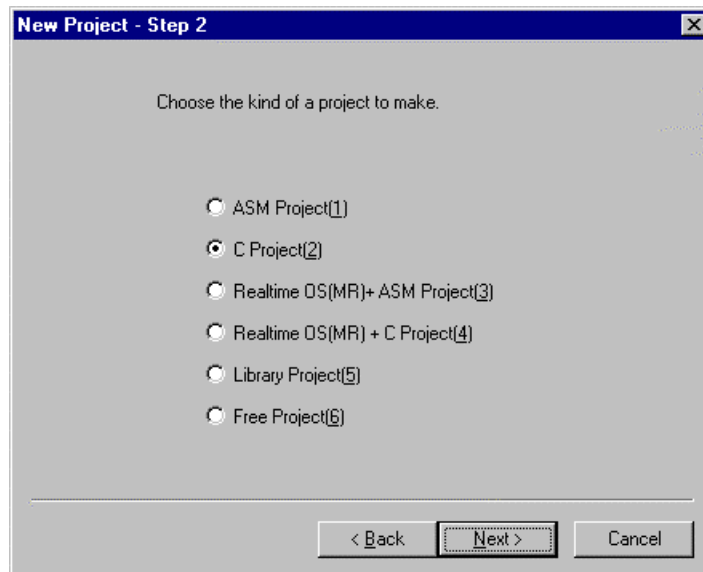 New Project - Step 2
Choose the kind of a project to make.
ASM Project(1)
C Project(2)
Realtime OS(MR)+ ASM Project(3)
Realtime OS(MR) + C Project(4)
Library Project(5)
Free Project(6)
< Back Next > Cancel